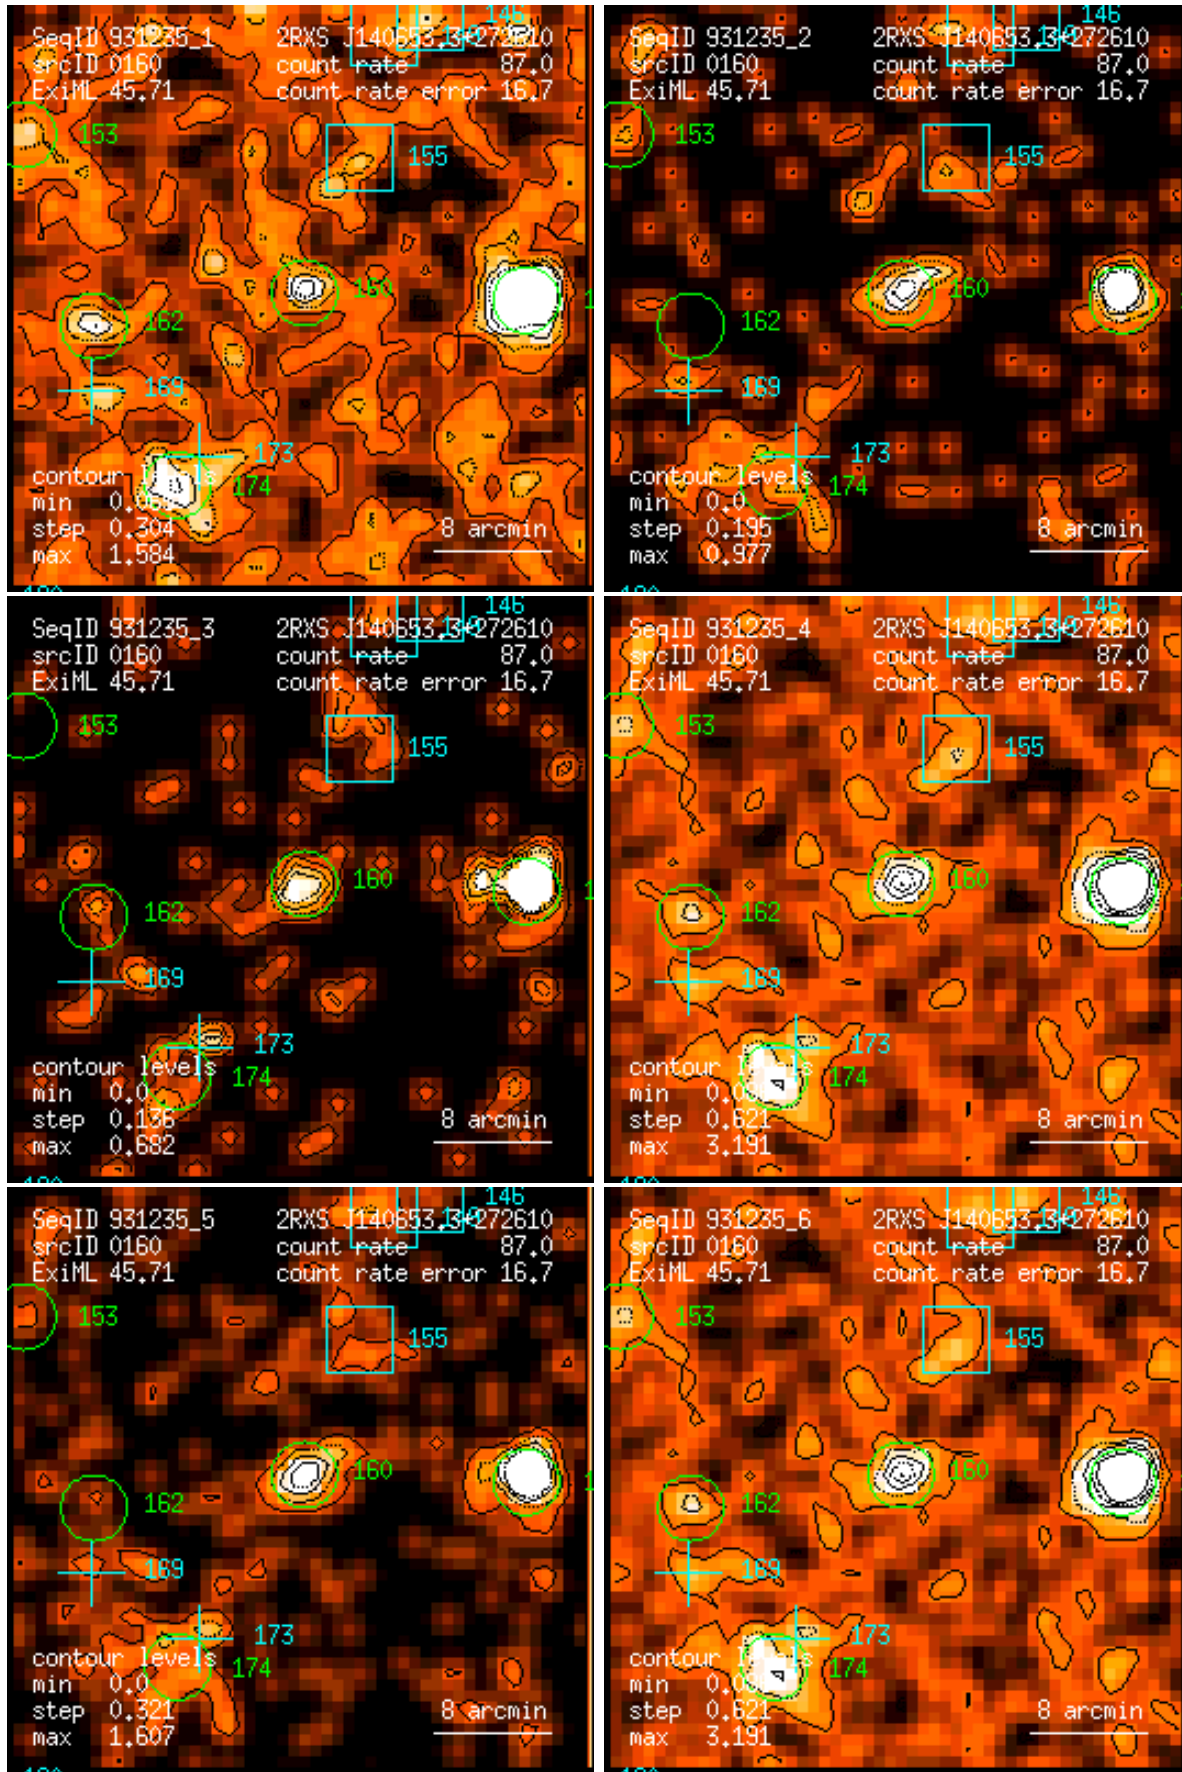 146
SeqID 931235_1 2RXS J140653.3+272610
srcID 0160 count rate 87.0
ExiML 45.71 count rate error 16.7
153
155
160
162
169
173
174
contour levels
min
step 0.304
max 1.584
8 arcmin
146
SeqID 931235_2 2RXS J140653.3+272610
srcID 0160 count rate 87.0
ExiML 45.71 count rate error 16.7
153
155
160
162
169
173
174
contour levels
min 0.0
step 0.195
max 0.977
8 arcmin
146
SeqID 931235_3 2RXS J140653.3+272610
srcID 0160 count rate 87.0
ExiML 45.71 count rate error 16.7
153
155
160
162
169
173
174
contour levels
min 0.0
step 0.136
max 0.682
8 arcmin
146
SeqID 931235_4 2RXS J140653.3+272610
srcID 0160 count rate 87.0
ExiML 45.71 count rate error 16.7
153
155
160
162
169
173
174
contour levels
min
step 0.621
max 3.191
8 arcmin
146
SeqID 931235_5 2RXS J140653.3+272610
srcID 0160 count rate 87.0
ExiML 45.71 count rate error 16.7
153
155
160
162
169
173
174
contour levels
min 0.0
step 0.321
max 1.607
8 arcmin
146
SeqID 931235_6 2RXS J140653.3+272610
srcID 0160 count rate 87.0
ExiML 45.71 count rate error 16.7
153
155
160
162
169
173
174
contour levels
min
step 0.621
max 3.191
8 arcmin